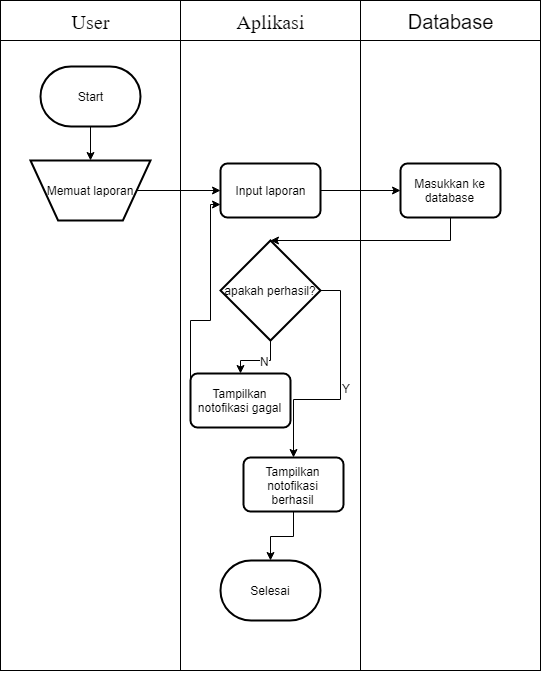 User
Aplikasi
Database
Start
Memuat laporan
Input laporan
Masukkan ke
database
apakah perhasil?
N
Tampilkan
notofikasi gagal
Y
Tampilkan
notofikasi
berhasil
Selesai